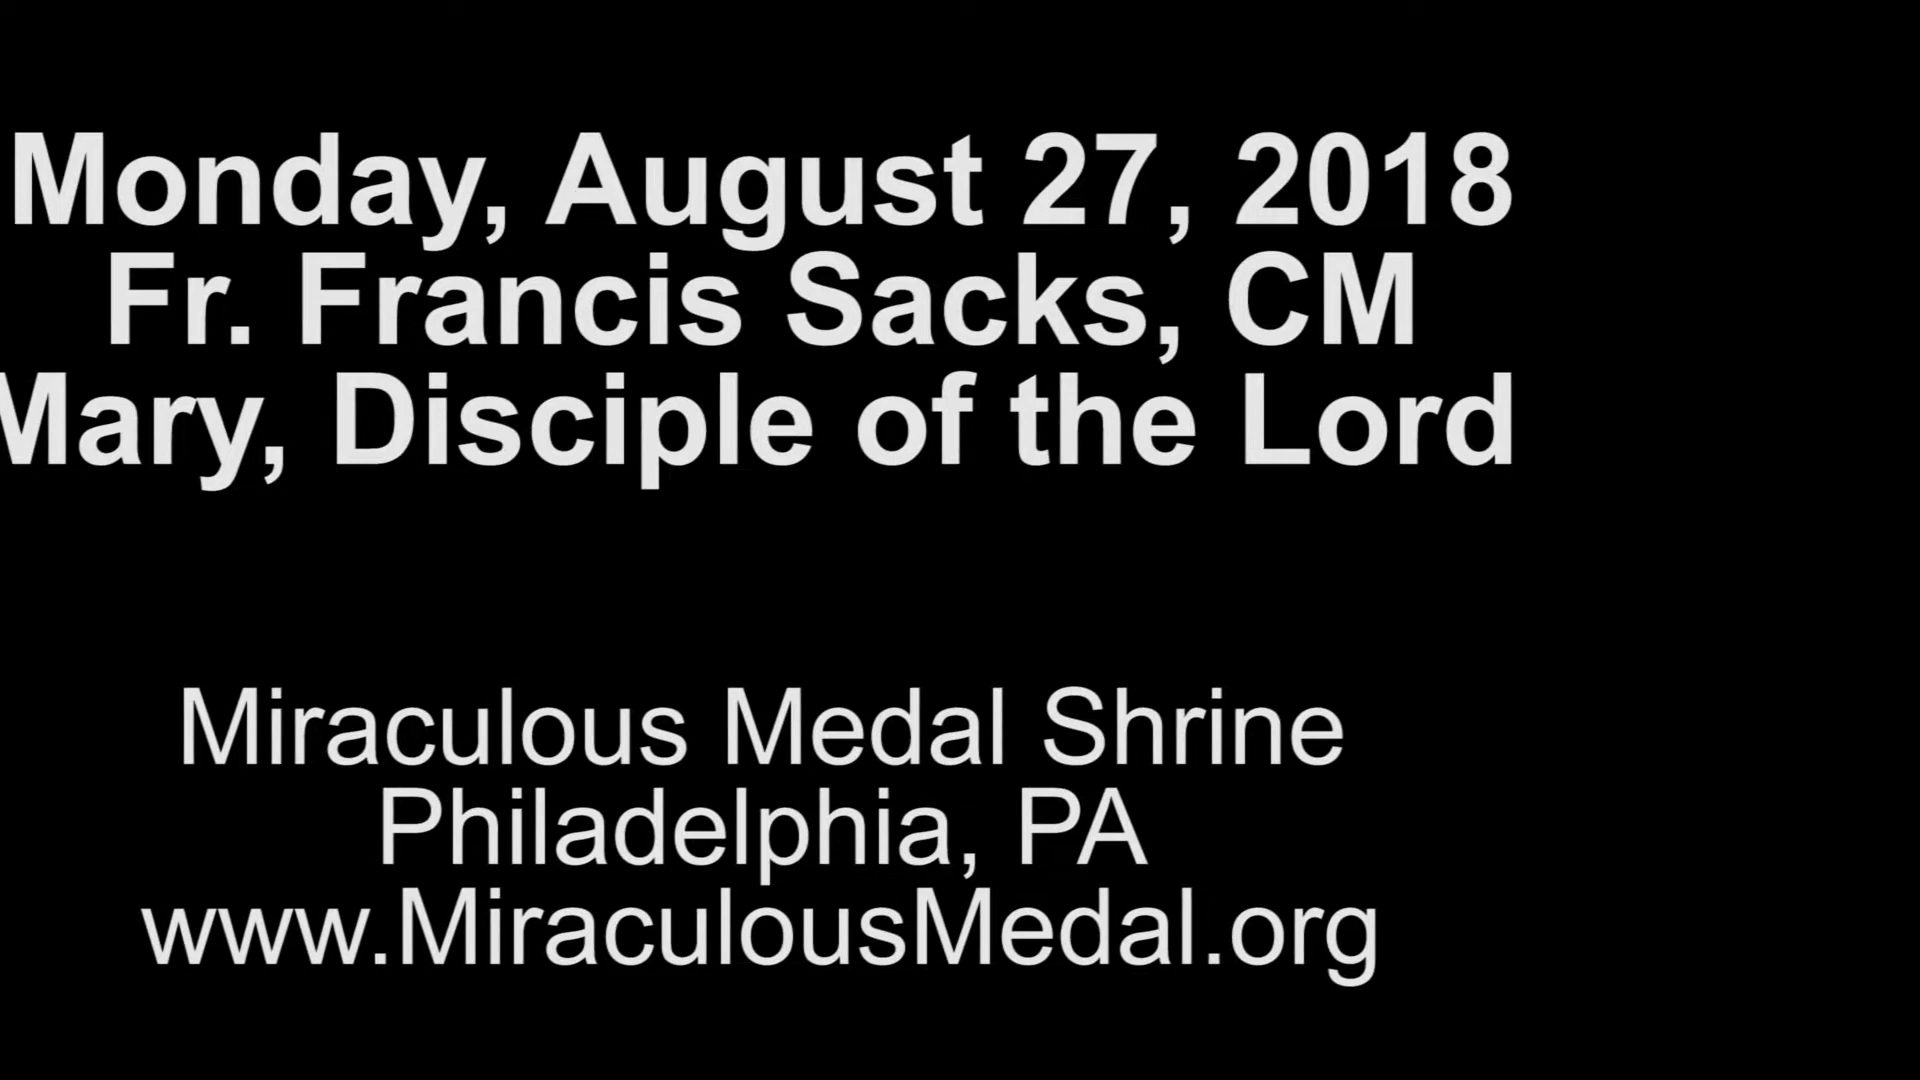 Monday, August 27, 2018
Fr. Francis Sacks, CM
Mary, Disciple of the Lord
Miraculous Medal Shrine
Philadelphia, PA
www.MiraculousMedal.org